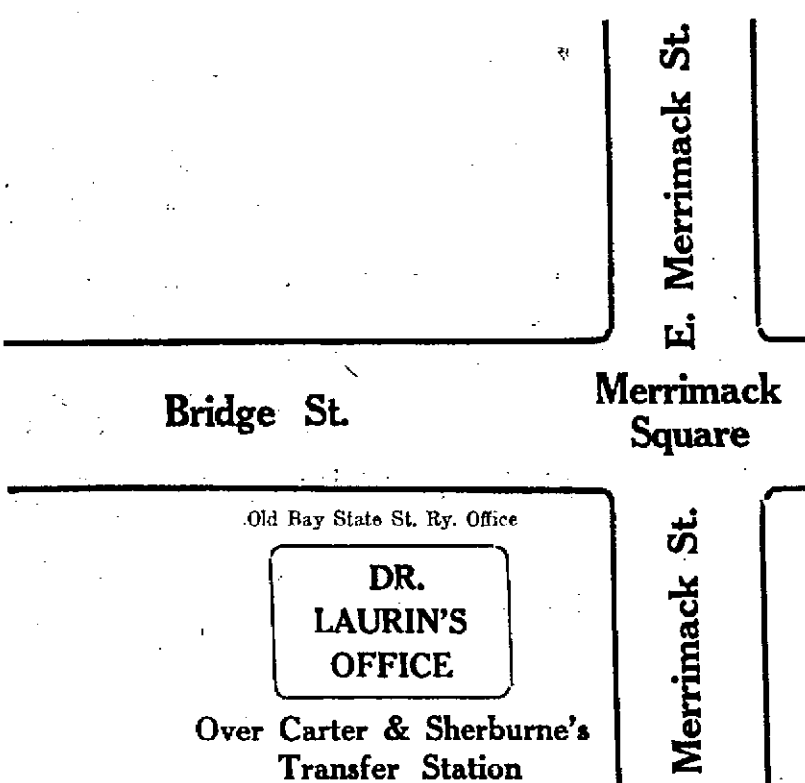 E. Merrimack St.
Bridge St.
Merrimack
Square
Old Bay State St. Ry. Office
DR.
LAURIN'S
OFFICE
Merrimack St.
Over Carter & Sherburne's
Transfer Station